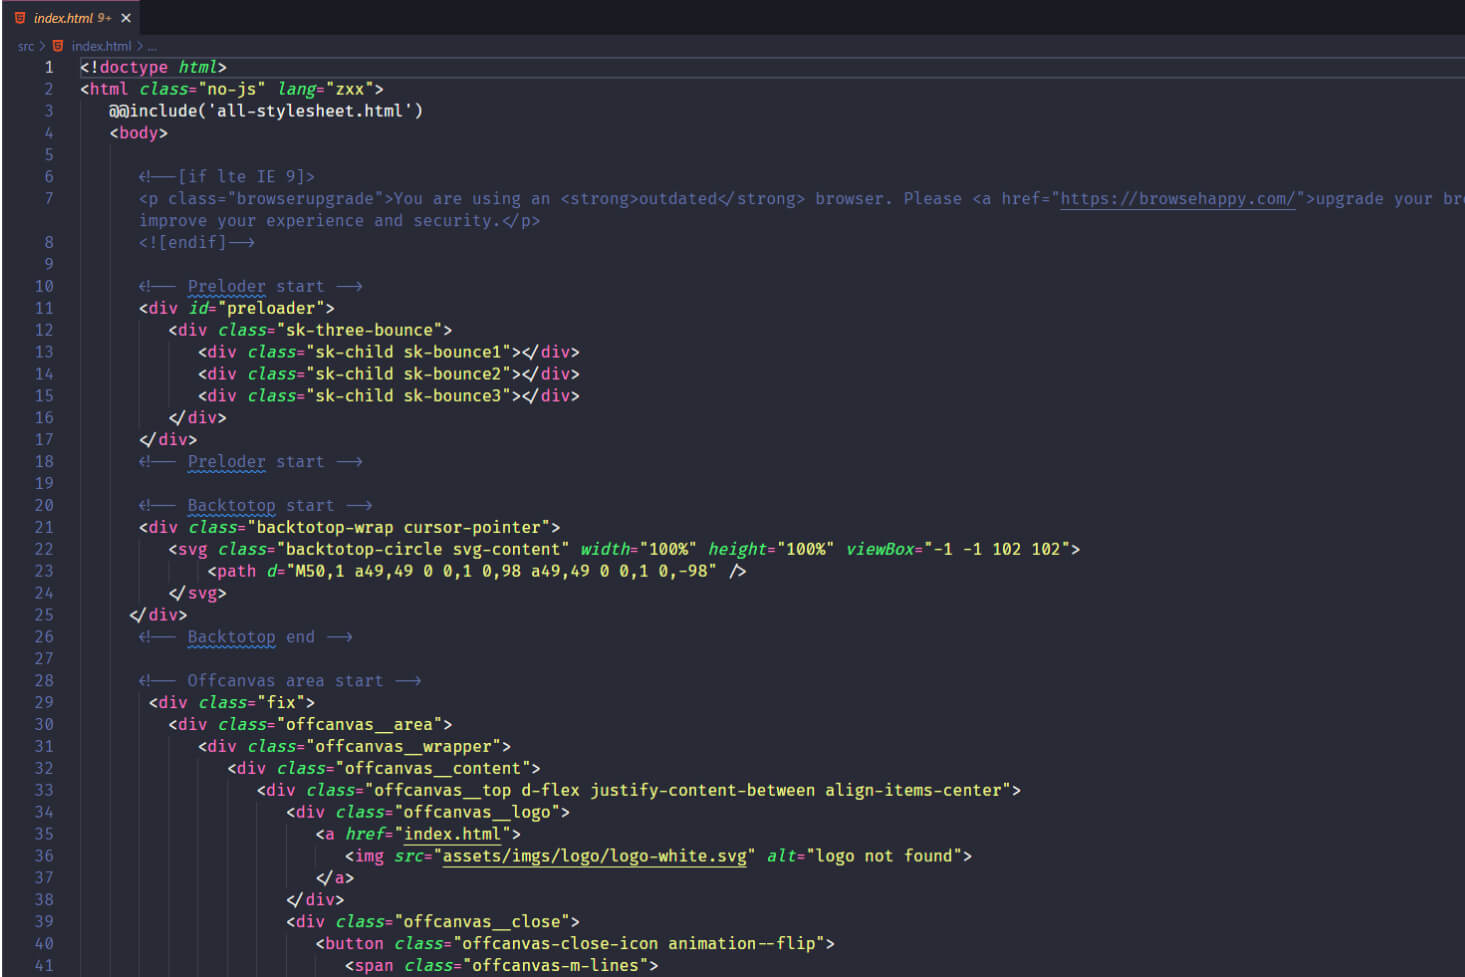 index.html 9+ ×
src > index.html > ...
1 <!doctype html>
2 <html class="no-js" lang="zxx">
3 @@include('all-stylesheet.html')
4 <body>
5
6 <!--[if lte IE 9]>
7 <p class="browserupgrade">You are using an <strong>outdated</strong> browser. Please <a href="https://browsehappy.com/">upgrade your
improve your experience and security.</p>
8 <![endif]-->
9
10 <!-- Preloder start -->
11 <div id="preloader">
12 <div class="sk-three-bounce">
13 <div class="sk-child sk-bounce1"></div>
14 <div class="sk-child sk-bounce2"></div>
15 <div class="sk-child sk-bounce3"></div>
16 </div>
17 </div>
18 <!-- Preloder start -->
19
20 <!-- Backtotop start -->
21 <div class="backtotop-wrap cursor-pointer">
22 <svg class="backtotop-circle svg-content" width="100%" height="100%" viewBox="-1 -1 102 102">
23 <path d="M50,1 a49,49 0 0,1 0,98 a49,49 0 0,1 0,-98" />
24 </svg>
25 </div>
26 <!-- Backtotop end -->
27
28 <!-- Offcanvas area start -->
29 <div class="fix">
30 <div class="offcanvas__area">
31 <div class="offcanvas__wrapper">
32 <div class="offcanvas__content">
33 <div class="offcanvas__top d-flex justify-content-between align-items-center">
34 <div class="offcanvas__logo">
35 <a href="index.html">
36 <img src="assets/imgs/logo/logo-white.svg" alt="logo not found">
37 </a>
38 </div>
39 <div class="offcanvas__close">
40 <button class="offcanvas-close-icon animation--flip">
41 <span class="offcanvas-m-lines">